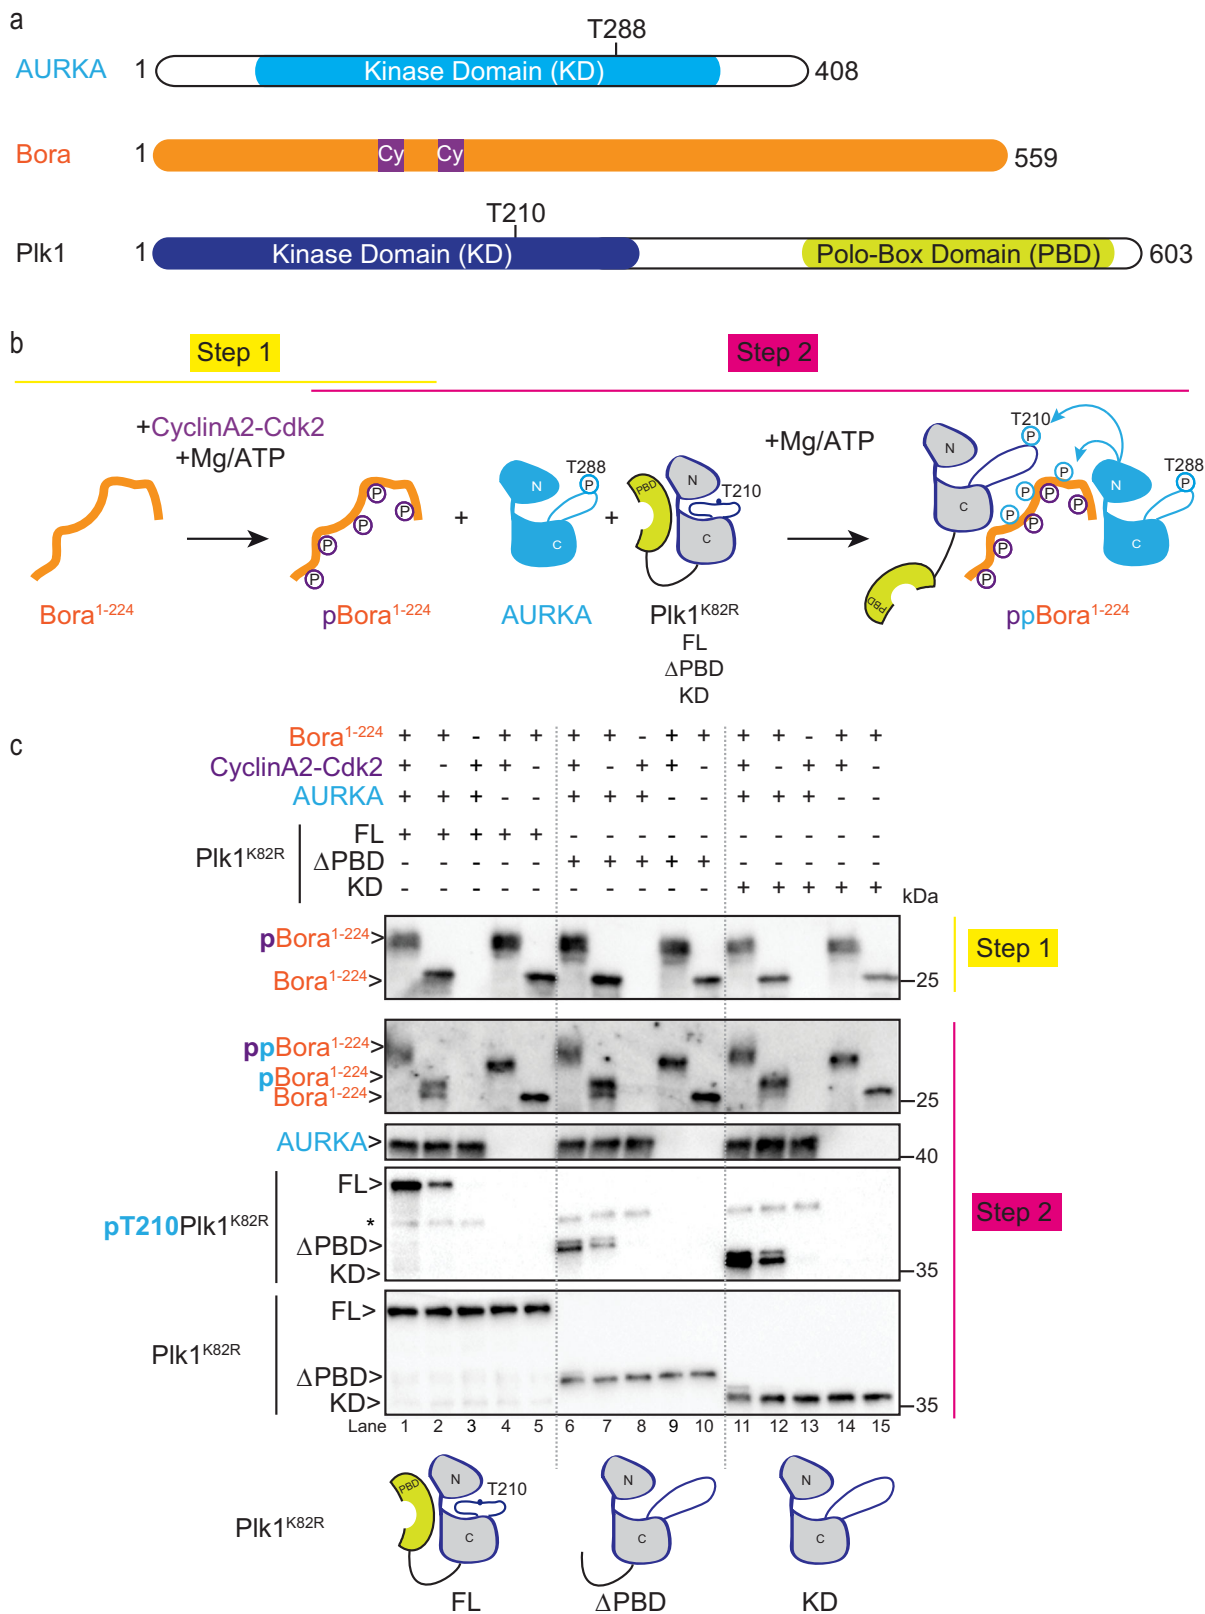 a
T288
AURKA 1 Kinase Domain (KD) 408
Bora 1 Cy Cy 559
T210
Plk1 1 Kinase Domain (KD) Polo-Box Domain (PBD) 603
b
Step 1 Step 2
+CyclinA2-Cdk2
+Mg/ATP
+Mg/ATP
P P P P P
+ N T288 P C + PBD N T210 C
N T210 P C PBD P P P P P P P N T288 P C
Bora1-224 pBora1-224 AURKA Plk1K82R ppBora1-224
FL
ΔPBD
KD
c
Bora1-224 + + - + + + + - + + + + - + +
CyclinA2-Cdk2 + - + + - + - + + - + - + + -
AURKA + + + - - + + + - - + + + - -
Plk1K82R
FL + + + + + - - - - - - - - - -
ΔPBD - - - - - + + + + + - - - - -
KD - - - - - - - - - - + + + + +
kDa
pBora1-224>
Bora1-224>
25
Step 1
ppBora1-224>
pBora1-224>
Bora1-224>
25
AURKA>
40
pT210Plk1K82R
FL>
*
ΔPBD>
KD>
35
Step 2
Plk1K82R
FL>
ΔPBD>
KD>
35
Lane 1 2 3 4 5 6 7 8 9 10 11 12 13 14 15
Plk1K82R
PBD N T210 C
N C
N C
FL ΔPBD KD